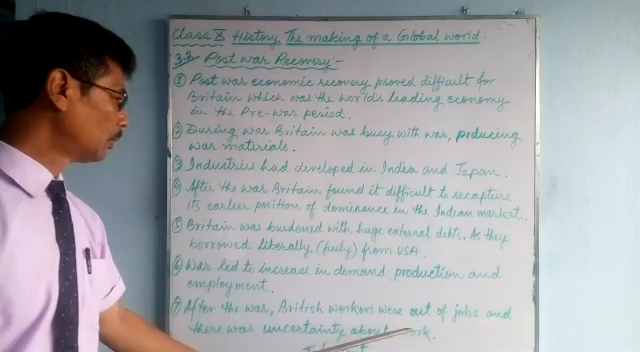 Class X History The making of a Global world.
3.2 Post war Recovery:-
① Post war economic recovery proved difficult for
Britain which was the worlds leading economy
in the Pre-war period.
② During war Britain was busy with war, producing
war materials.
③ Industries had developed in India and Japan.
④ After the war Britain found it difficult to recapture
its earlier position of dominance in the Indian market.
⑤ Britain was burdened with huge external debts. As they
borrowed liberally (freely) from USA.
⑥ War led to increase in demand, production and
employment.
⑦ After the war, British workers were out of jobs and
there was uncertainty about work.